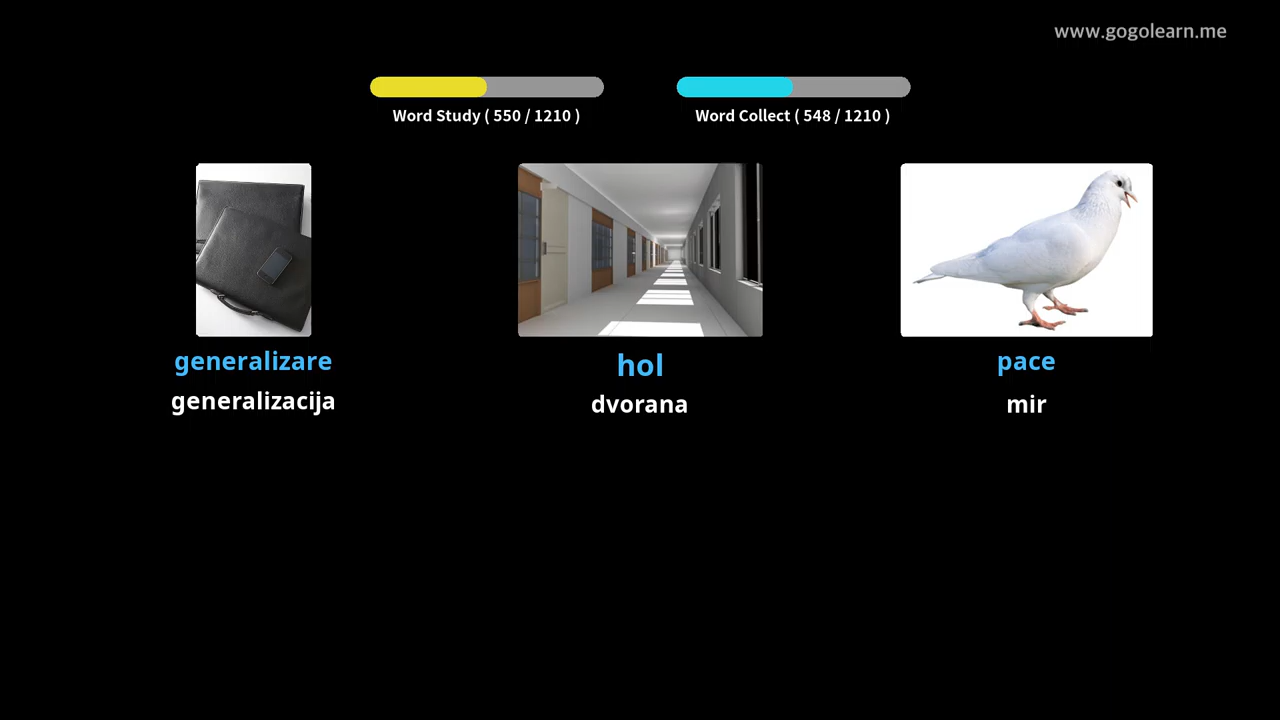 www.gogolearn.me
Word Study ( 550 / 1210 )
Word Collect ( 548 / 1210 )
generalizare
hol
pace
generalizacija
dvorana
mir